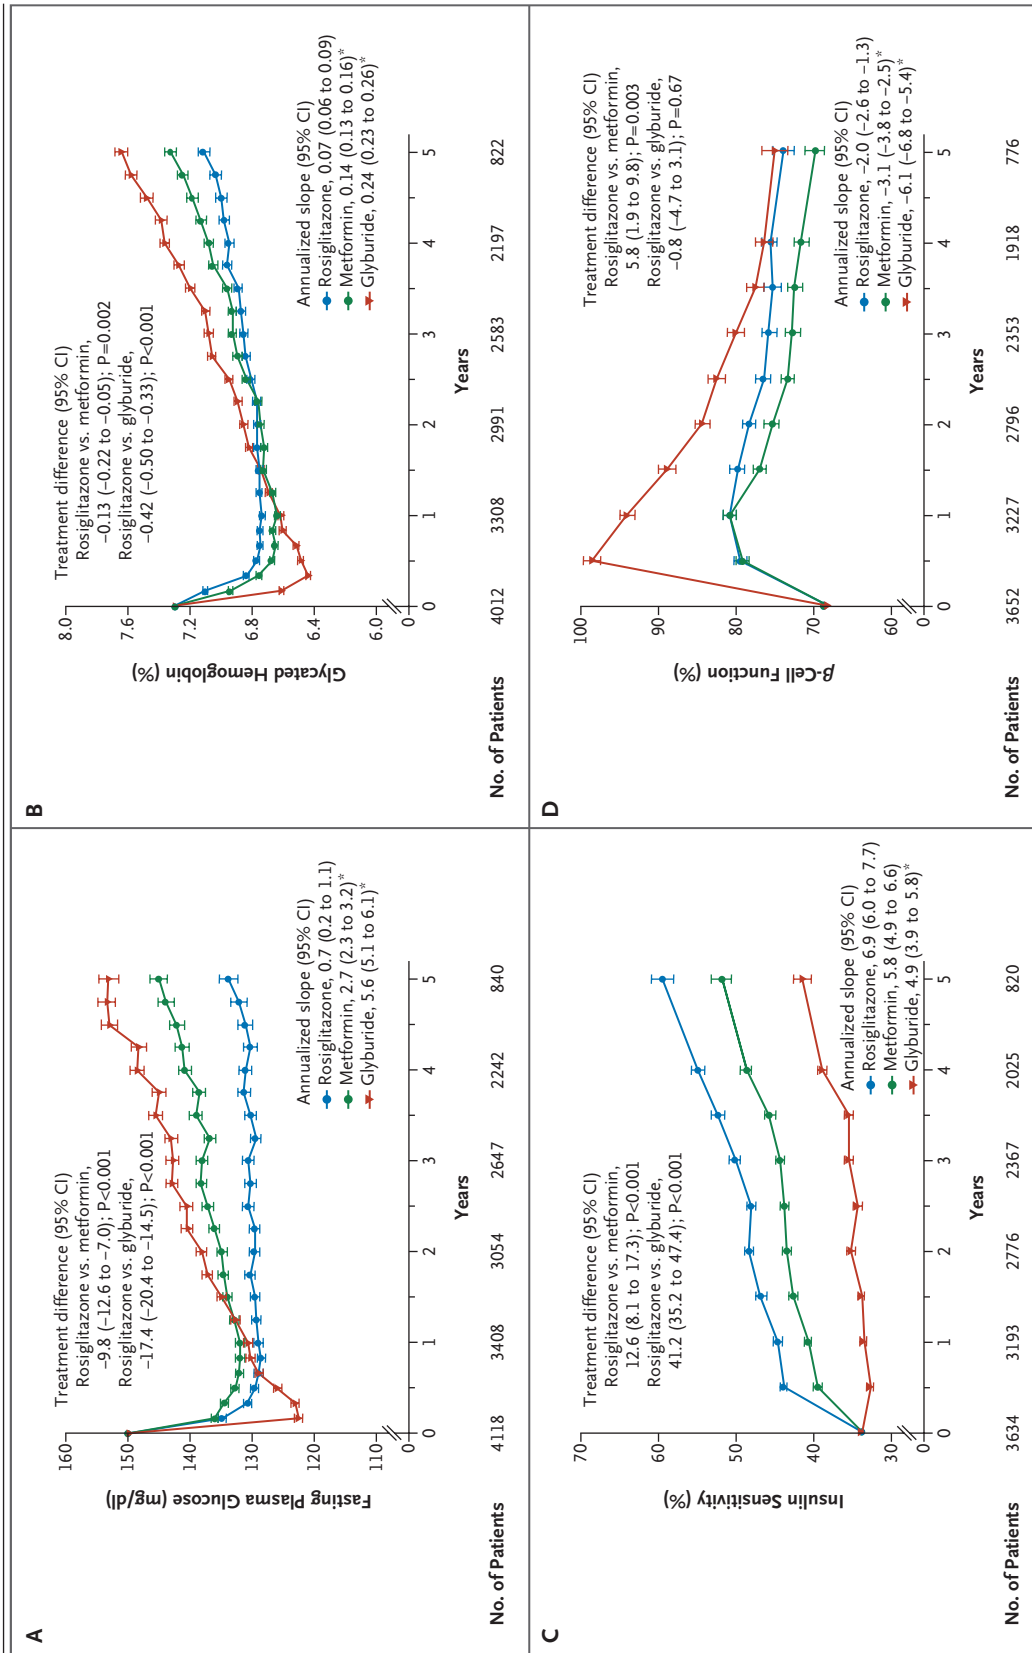 A
Fasting Plasma Glucose (mg/dl)
160
150
140
130
120
110
0
Treatment difference (95% CI)
Rosiglitazone vs. metformin,
−9.8 (−12.6 to −7.0); P<0.001
Rosiglitazone vs. glyburide,
−17.4 (−20.4 to −14.5); P<0.001
Annualized slope (95% CI)
Rosiglitazone, 0.7 (0.2 to 1.1)
Metformin, 2.7 (2.3 to 3.2)*
Glyburide, 5.6 (5.1 to 6.1)*
0 1 2 3 4 5
Years
No. of Patients 4118 3408 3054 2647 2242 840
B
Glycated Hemoglobin (%)
8.0
7.6
7.2
6.8
6.4
6.0
0
Treatment difference (95% CI)
Rosiglitazone vs. metformin,
−0.13 (−0.22 to −0.05); P=0.002
Rosiglitazone vs. glyburide,
−0.42 (−0.50 to −0.33); P<0.001
Annualized slope (95% CI)
Rosiglitazone, 0.07 (0.06 to 0.09)
Metformin, 0.14 (0.13 to 0.16)*
Glyburide, 0.24 (0.23 to 0.26)*
0 1 2 3 4 5
Years
No. of Patients 4012 3308 2991 2583 2197 822
C
Insulin Sensitivity (%)
70
60
50
40
30
0
Treatment difference (95% CI)
Rosiglitazone vs. metformin,
12.6 (8.1 to 17.3); P<0.001
Rosiglitazone vs. glyburide,
41.2 (35.2 to 47.4); P<0.001
Annualized slope (95% CI)
Rosiglitazone, 6.9 (6.0 to 7.7)
Metformin, 5.8 (4.9 to 6.6)
Glyburide, 4.9 (3.9 to 5.8)*
0 1 2 3 4 5
Years
No. of Patients 3634 3193 2776 2367 2025 820
D
β-Cell Function (%)
100
90
80
70
60
0
Treatment difference (95% CI)
Rosiglitazone vs. metformin,
5.8 (1.9 to 9.8); P=0.003
Rosiglitazone vs. glyburide,
−0.8 (−4.7 to 3.1); P=0.67
Annualized slope (95% CI)
Rosiglitazone, −2.0 (−2.6 to −1.3)
Metformin, −3.1 (−3.8 to −2.5)*
Glyburide, −6.1 (−6.8 to −5.4)*
0 1 2 3 4 5
Years
No. of Patients 3652 3227 2796 2353 1918 776